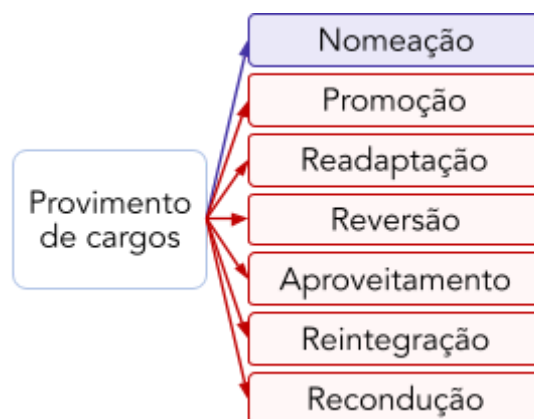 Nomeação
Promoção
Readaptação
Provimento
de cargos
Reversão
Aproveitamento
Reintegração
Recondução